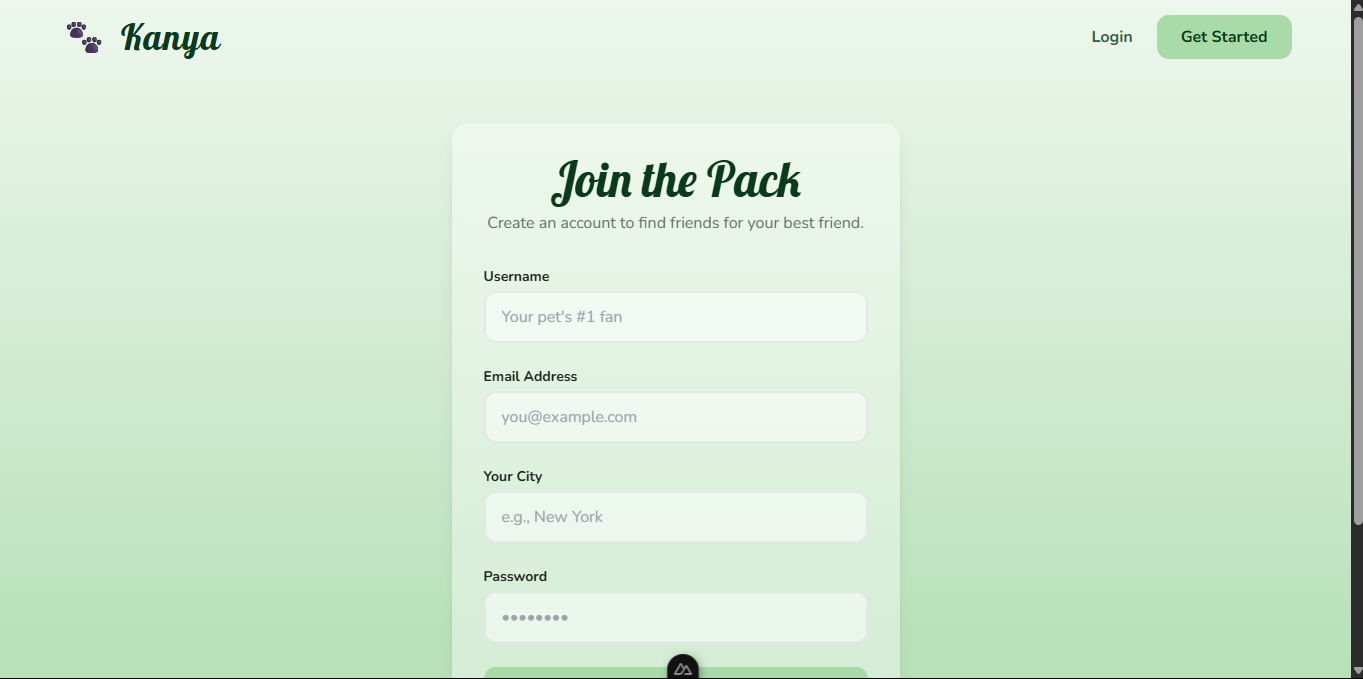 Kanya
Login
Get Started
Join the Pack
Create an account to find friends for your best friend.
Username
Your pet's #1 fan
Email Address
you@example.com
Your City
e.g., New York
Password
••••••••